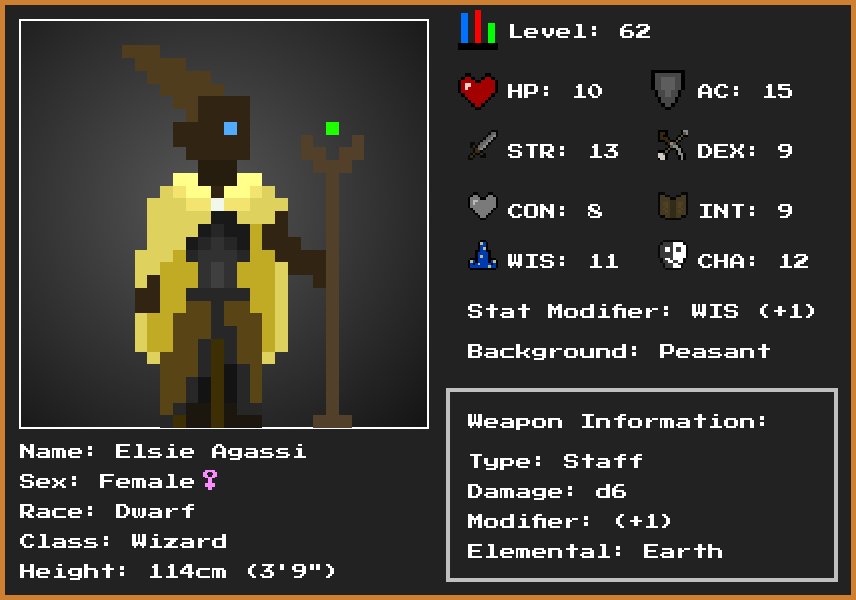 Level: 62
HP: 10 AC: 15
STR: 13 DEX: 9
CON: 8 INT: 9
WIS: 11 CHA: 12
Stat Modifier: WIS (+1)
Background: Peasant
Weapon Information:
Type: Staff
Damage: d6
Modifier: (+1)
Elemental: Earth
Name: Elsie Agassi
Sex: Female♀
Race: Dwarf
Class: Wizard
Height: 114cm (3'9")